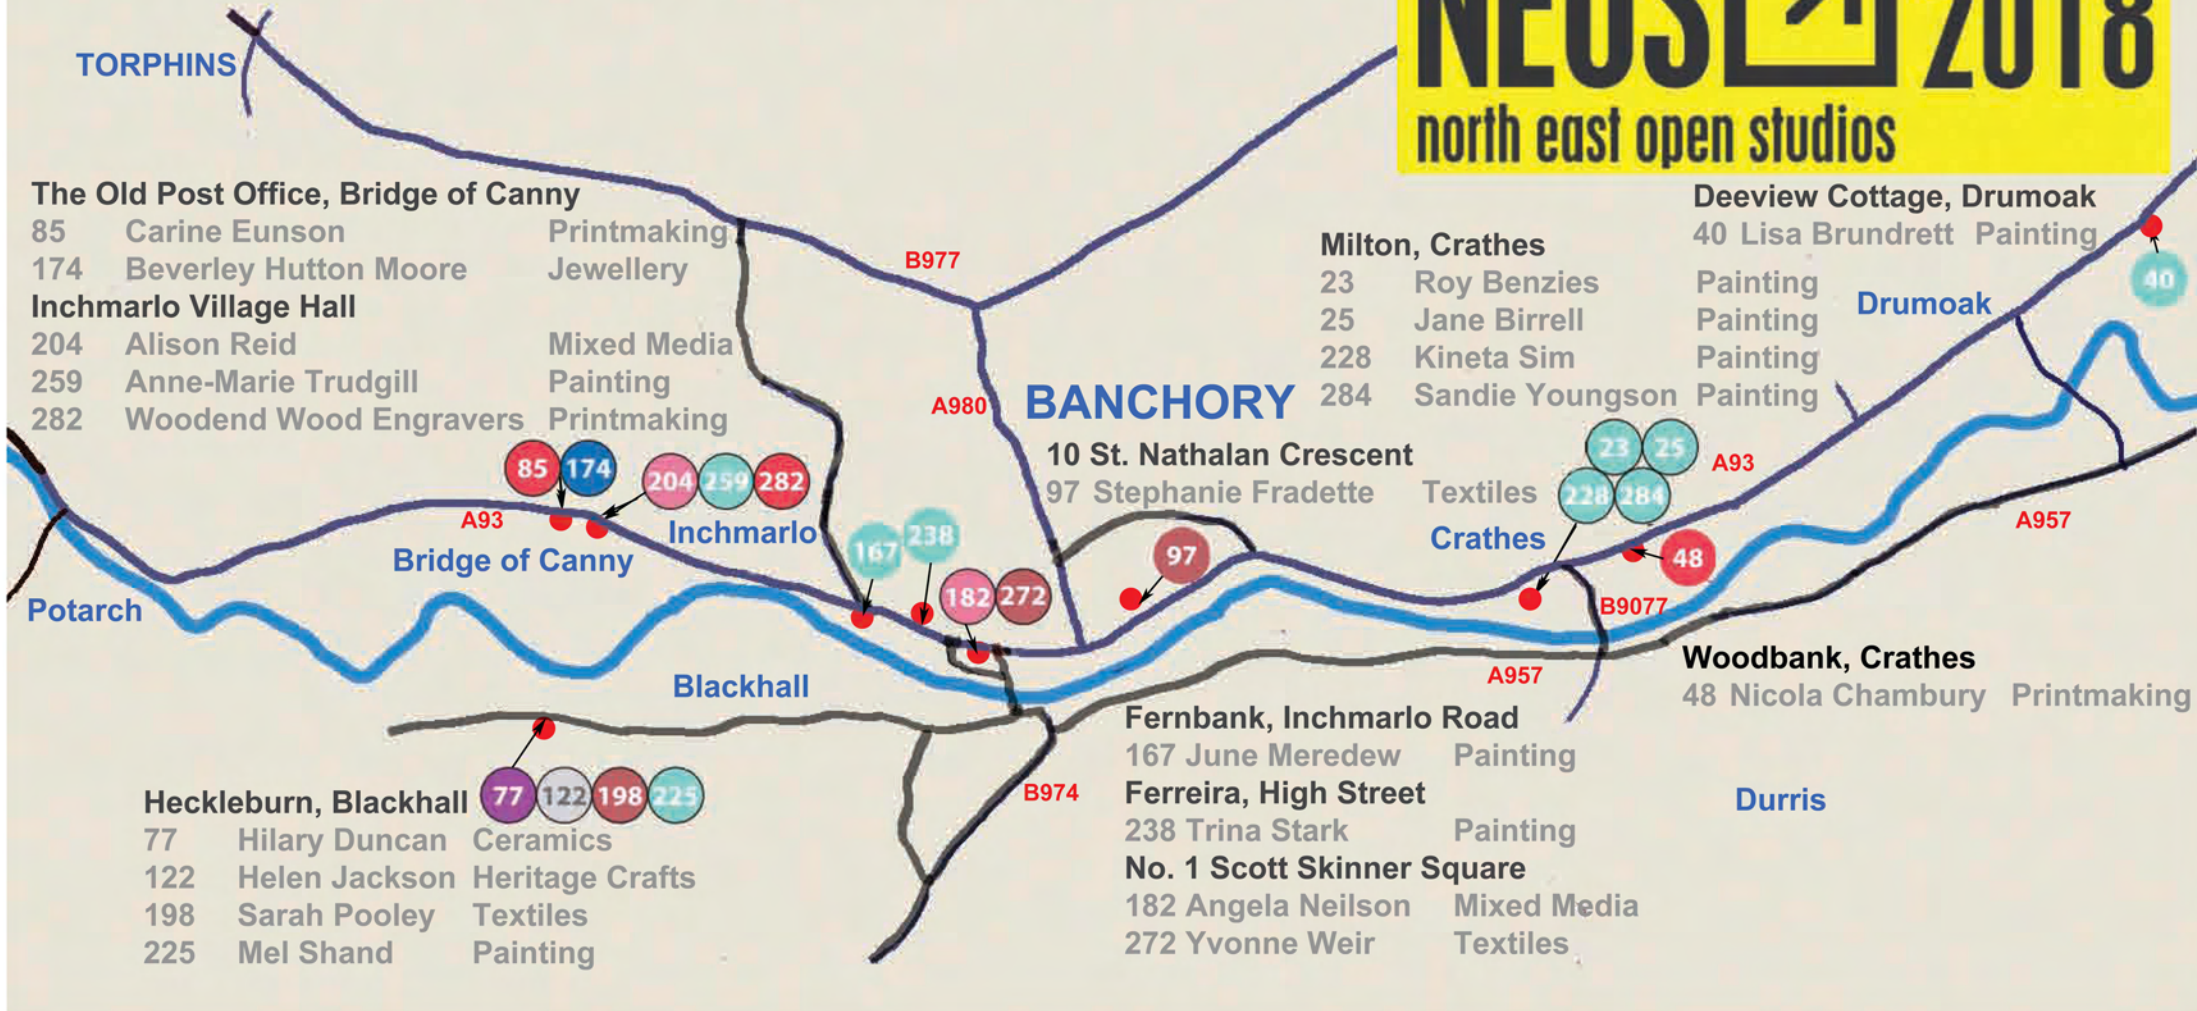 NEOS 2018
north east open studios
TORPHINS
The Old Post Office, Bridge of Canny
85 Carine Eunson Printmaking
174 Beverley Hutton Moore Jewellery
Inchmarlo Village Hall
204 Alison Reid Mixed Media
259 Anne-Marie Trudgill Painting
282 Woodend Wood Engravers Printmaking
B977
Deeview Cottage, Drumoak
40 Lisa Brundrett Painting
40
Milton, Crathes
23 Roy Benzies Painting
25 Jane Birrell Painting
228 Kineta Sim Painting
284 Sandie Youngson Painting
Drumoak
A980
BANCHORY
10 St. Nathalan Crescent
97 Stephanie Fradette Textiles
23 25
228 284
A93
A957
85 174
204 259 282
A93
Bridge of Canny
Inchmarlo
167 238
182 272
97
Crathes
48
B9077
Potarch
Blackhall
A957
Woodbank, Crathes
48 Nicola Chambury Printmaking
Heckleburn, Blackhall
77 122 198 225
77 Hilary Duncan Ceramics
122 Helen Jackson Heritage Crafts
198 Sarah Pooley Textiles
225 Mel Shand Painting
B974
Fernbank, Inchmarlo Road
167 June Meredew Painting
Ferreira, High Street
238 Trina Stark Painting
No. 1 Scott Skinner Square
182 Angela Neilson Mixed Media
272 Yvonne Weir Textiles
Durris